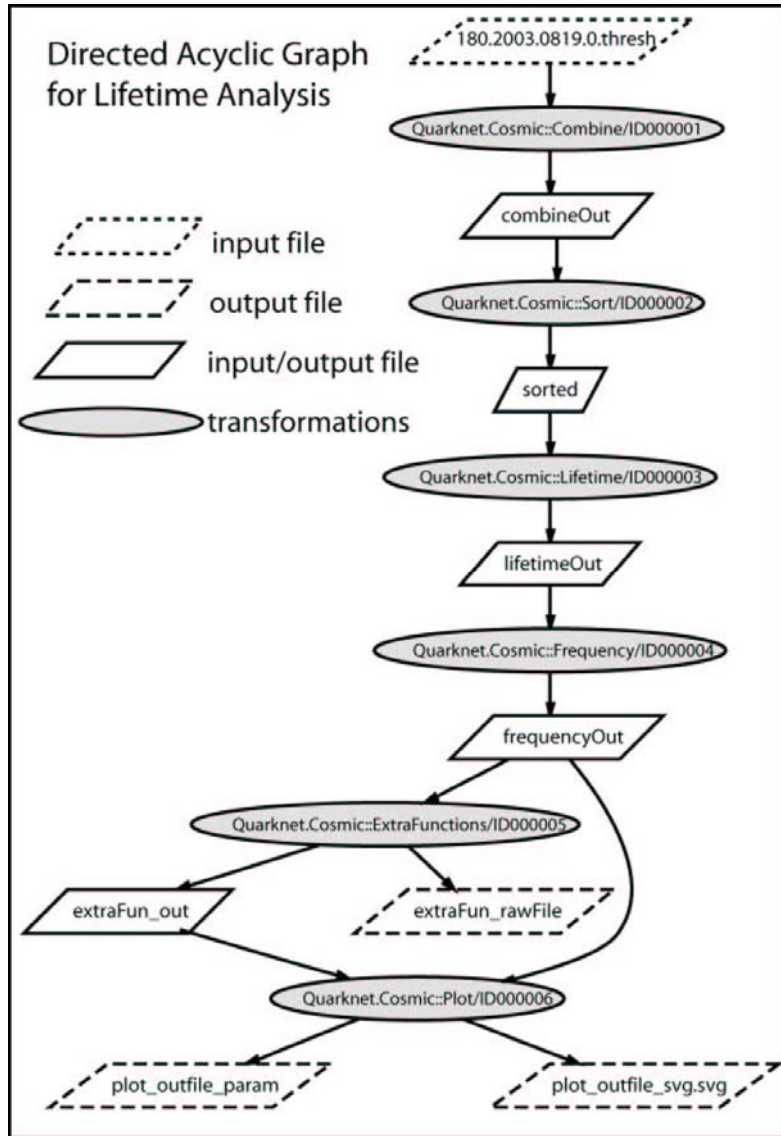 Directed Acyclic Graph
for Lifetime Analysis
180.2003.0819.0.thresh
Quarknet.Cosmic::Combine/ID000001
combineOut
input file
output file
input/output file
transformations
Quarknet.Cosmic::Sort/ID000002
sorted
Quarknet.Cosmic::Lifetime/ID000003
lifetimeOut
Quarknet.Cosmic::Frequency/ID000004
frequencyOut
Quarknet.Cosmic::ExtraFunctions/ID000005
extraFun_out
extraFun_rawFile
Quarknet.Cosmic::Plot/ID000006
plot_outfile_param
plot_outfile_svg.svg